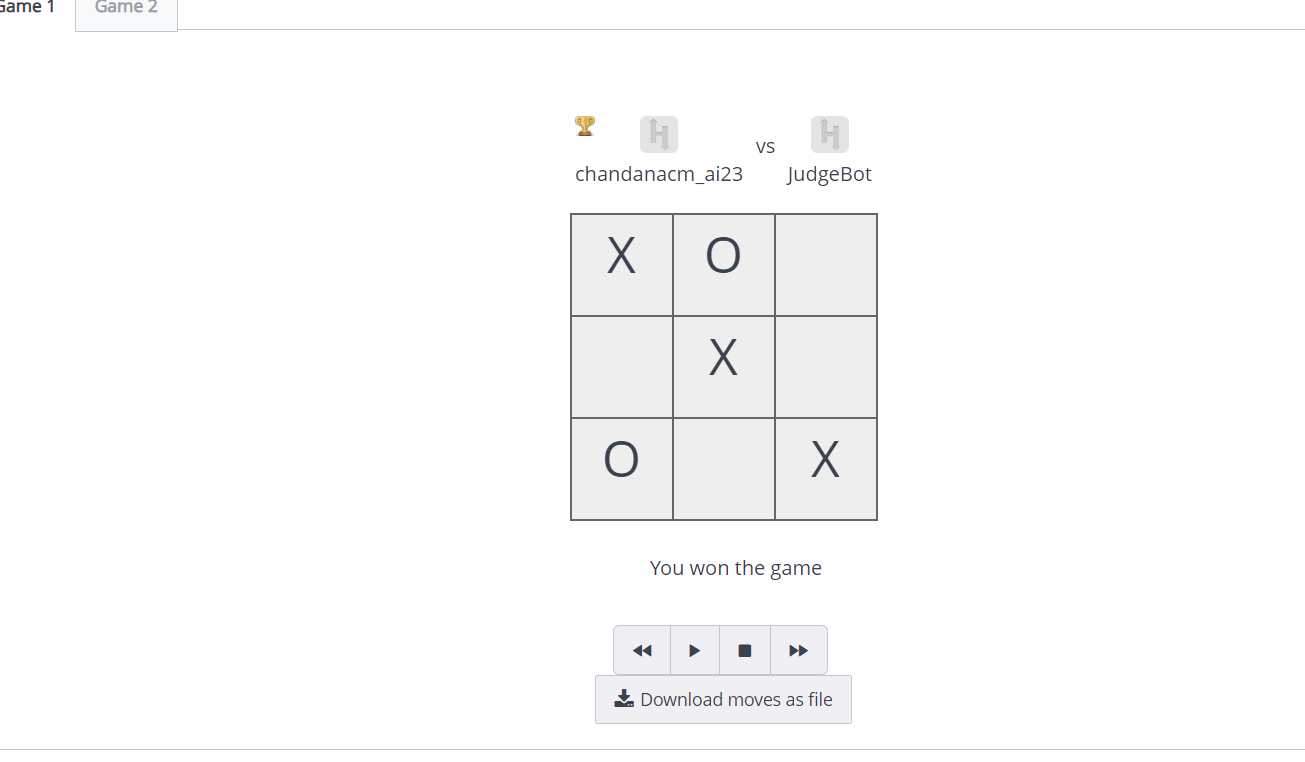 Game 1 Game 2
vs
chandanacm_ai23 JudgeBot
X O
X
O X
You won the game
Download moves as file